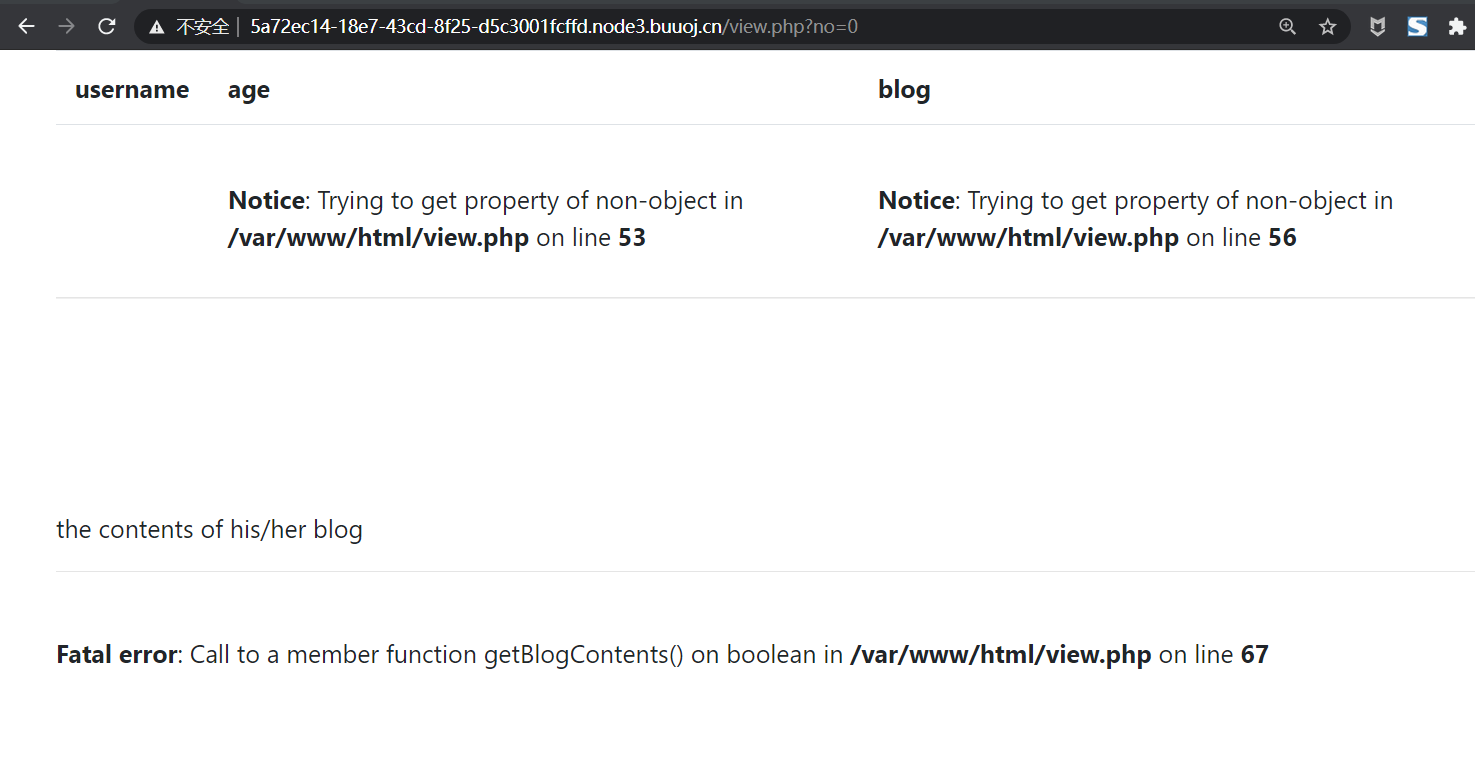 不安全 | 5a72ec14-18e7-43cd-8f25-d5c3001fcffd.node3.buuoj.cn/view.php?no=0
username age blog
Notice: Trying to get property of non-object in
/var/www/html/view.php on line 53
Notice: Trying to get property of non-object in
/var/www/html/view.php on line 56
the contents of his/her blog
Fatal error: Call to a member function getBlogContents() on boolean in /var/www/html/view.php on line 67